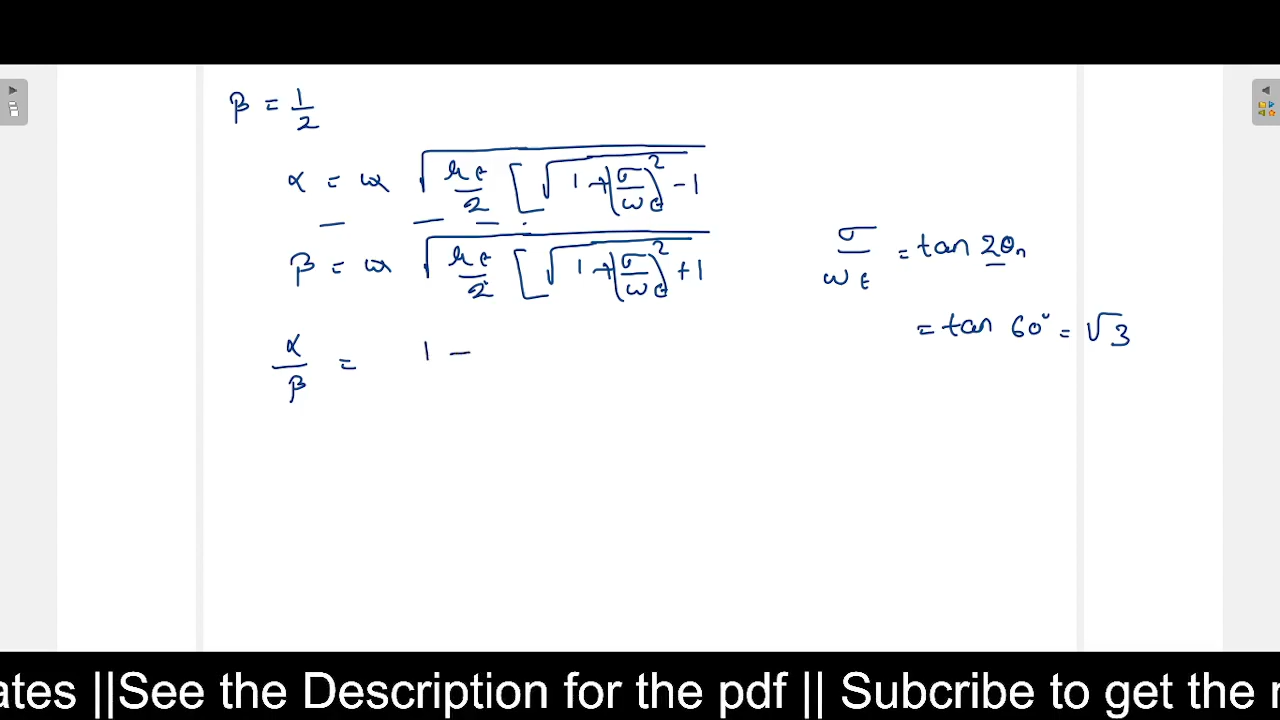 β = 1/2
α = ω √(με/2 [√(1+(σ/ωε)² - 1
β = ω √(με/2 [√(1+(σ/ωε)² + 1
σ/ωε = tan 2θn
= tan 60° = √3
α/β = 1 -
ates ||See the Description for the pdf || Subcribe to get the r